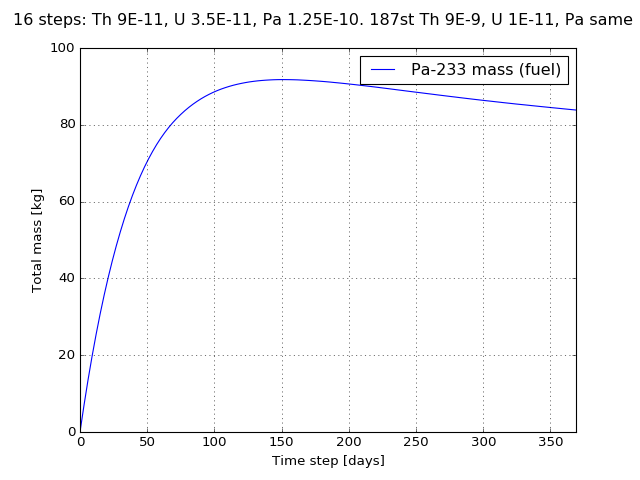 16 steps: Th 9E-11, U 3.5E-11, Pa 1.25E-10. 187st Th 9E-9, U 1E-11, Pa same
Pa-233 mass (fuel)
100
80
60
40
20
0
Total mass [kg]
0 50 100 150 200 250 300 350
Time step [days]